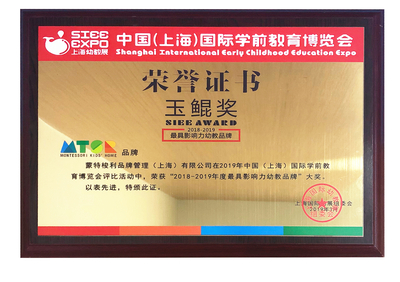 SIEE
EXPO
上海幼教展
中国(上海)国际学前教育博览会
Shanghai International Early Childhood Education Expo
荣誉证书
玉鲲奖
SIEE AWARD
2018-2019
最具影响力幼教品牌
MONTESSORI KIDS' HOME
品牌
蒙特梭利品牌管理（上海）有限公司在2019年中国（上海）国际学前教
育博览会评比活动中，荣获“2018-2019年度最具影响力幼教品牌”大奖。
以表先进，特颁此证。